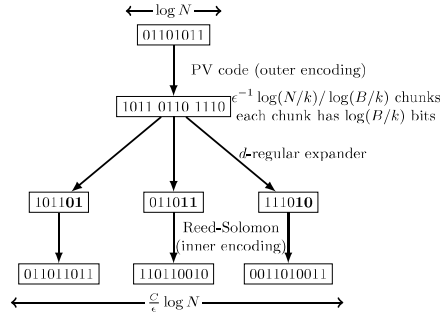 log N
01101011
PV code (outer encoding)
1011 0110 1110
ϵ⁻¹ log(N/k)/ log(B/k) chunks
each chunk has log(B/k) bits
d-regular expander
101101
011011
111010
Reed-Solomon
(inner encoding)
011011011
110110010
0011010011
C/ϵ log N